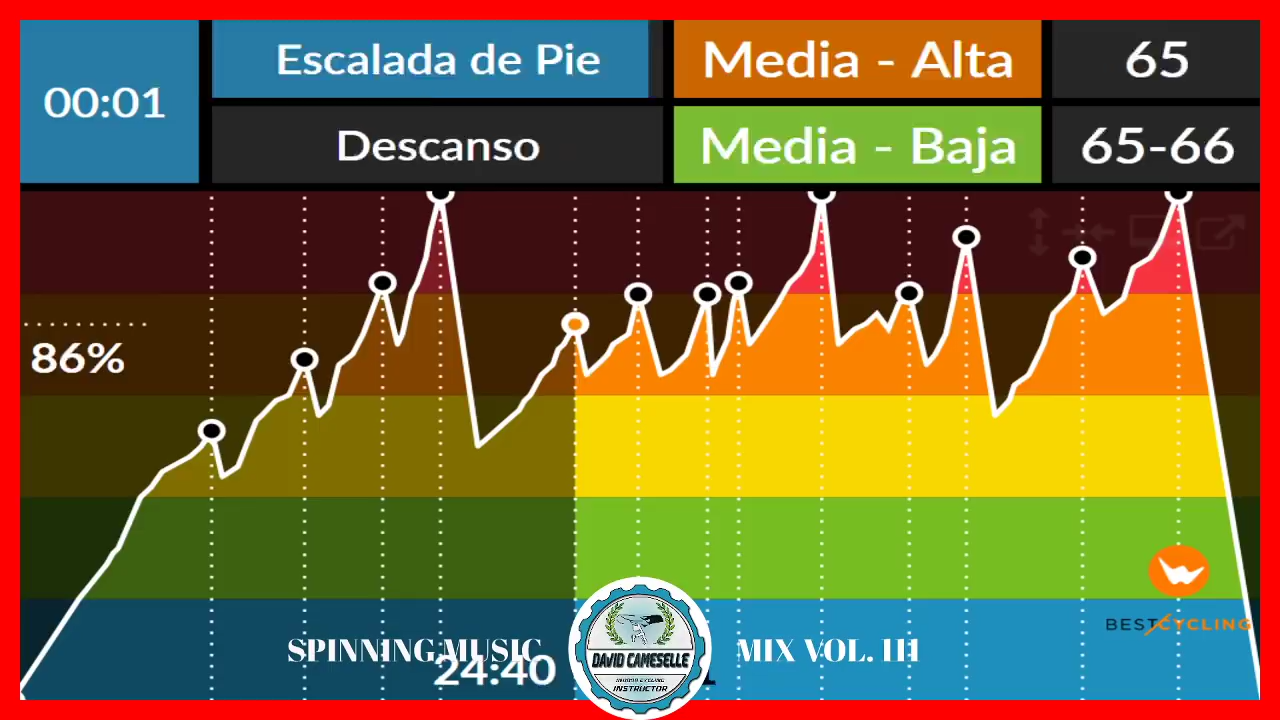 00:01
Escalada de Pie
Media - Alta
65
Descanso
Media - Baja
65-66
86%
BESTCYCLING
SPINNING MUSIC
MIX VOL. III
24:40
DAVID CAMESELLE
INSTRUCTOR